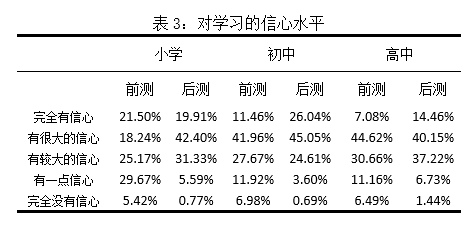 表 3：对学习的信心水平
小学 初中 高中
前测 后测 前测 后测 前测 后测
完全有信心 21.50% 19.91% 11.46% 26.04% 7.08% 14.46%
有很大的信心 18.24% 42.40% 41.96% 45.05% 44.62% 40.15%
有较大的信心 25.17% 31.33% 27.67% 24.61% 30.66% 37.22%
有一点信心 29.67% 5.59% 11.92% 3.60% 11.16% 6.73%
完全没有信心 5.42% 0.77% 6.98% 0.69% 6.49% 1.44%